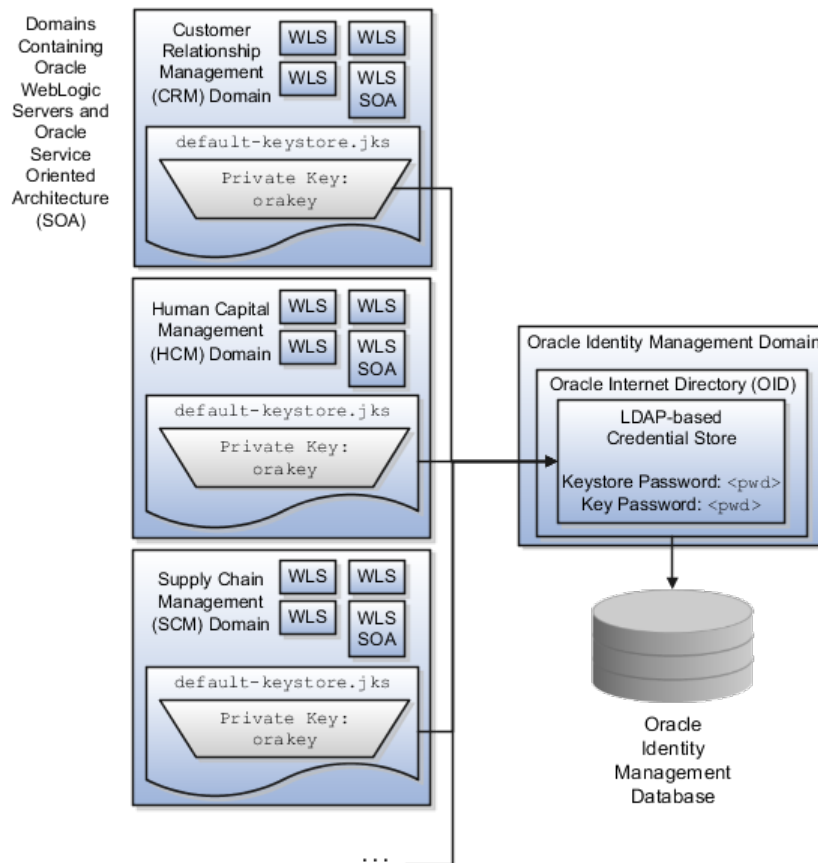 Domains
Containing
Oracle
WebLogic
Servers and
Oracle
Service
Oriented
Architecture
(SOA)
Customer
Relationship
Management
(CRM) Domain
WLS
WLS
WLS
WLS
SOA
default-keystore.jks
Private Key:
orakey
Human Capital
Management
(HCM) Domain
WLS
WLS
WLS
WLS
SOA
default-keystore.jks
Private Key:
orakey
Supply Chain
Management
(SCM) Domain
WLS
WLS
WLS
WLS
SOA
default-keystore.jks
Private Key:
orakey
...
Oracle Identity Management Domain
Oracle Internet Directory (OID)
LDAP-based
Credential Store
Keystore Password: <pwd>
Key Password: <pwd>
Oracle
Identity
Management
Database